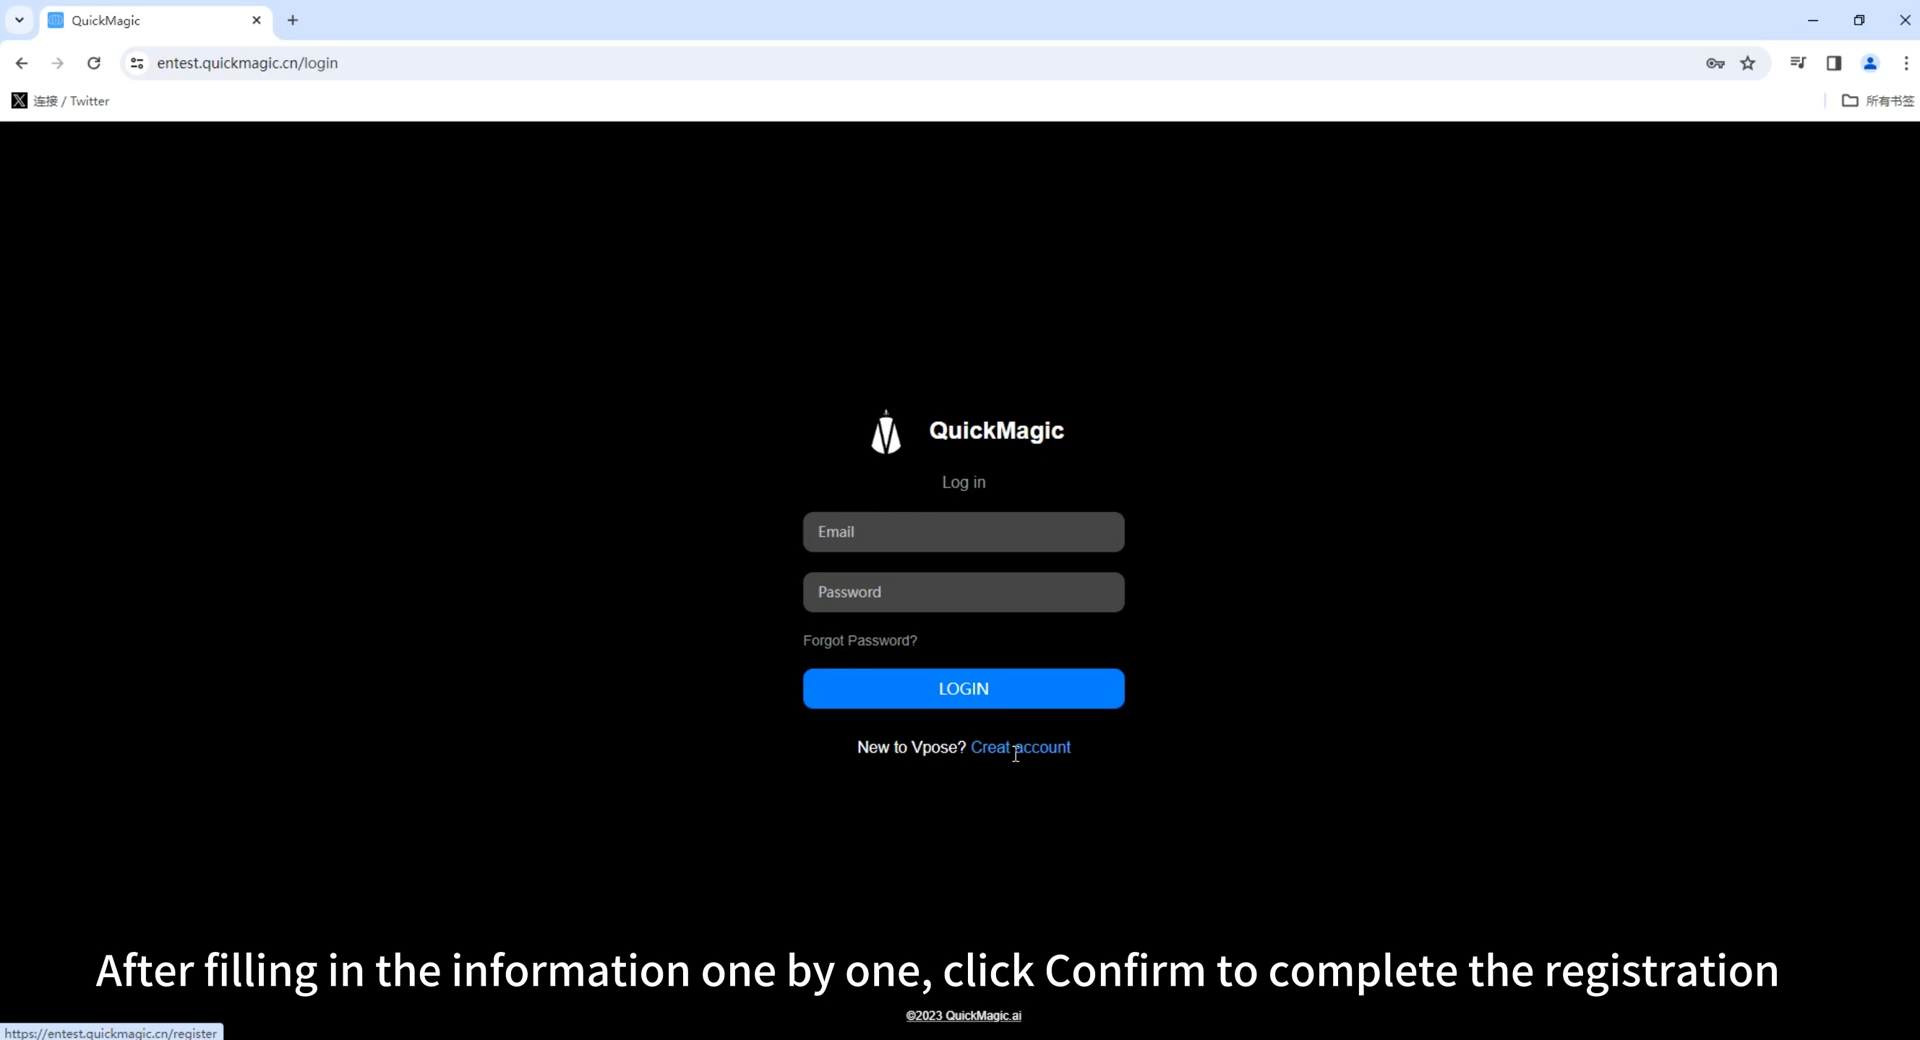 QuickMagic
entest.quickmagic.cn/login
连接 / Twitter
所有书签
QuickMagic
Log in
Email
Password
Forgot Password?
LOGIN
New to Vpose? Creat account
After filling in the information one by one, click Confirm to complete the registration
©2023 QuickMagic.ai
https://entest.quickmagic.cn/register